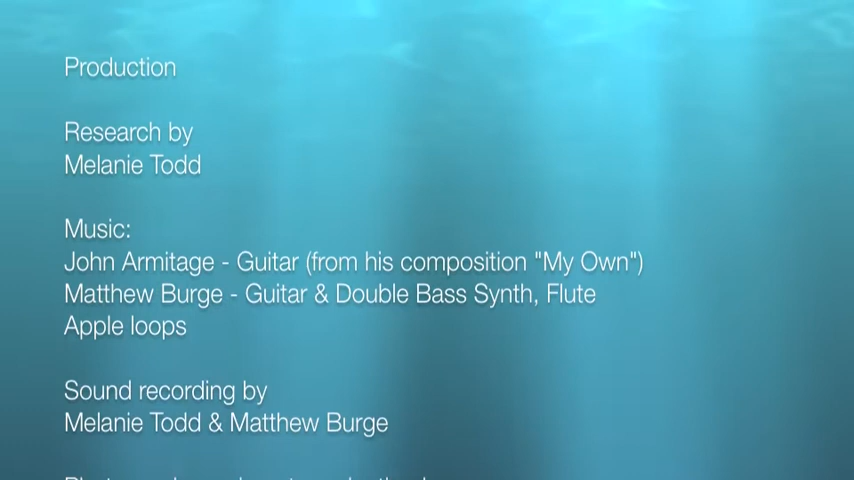 Production
Research by
Melanie Todd
Music:
John Armitage - Guitar (from his composition "My Own")
Matthew Burge - Guitar & Double Bass Synth, Flute
Apple loops
Sound recording by
Melanie Todd & Matthew Burge